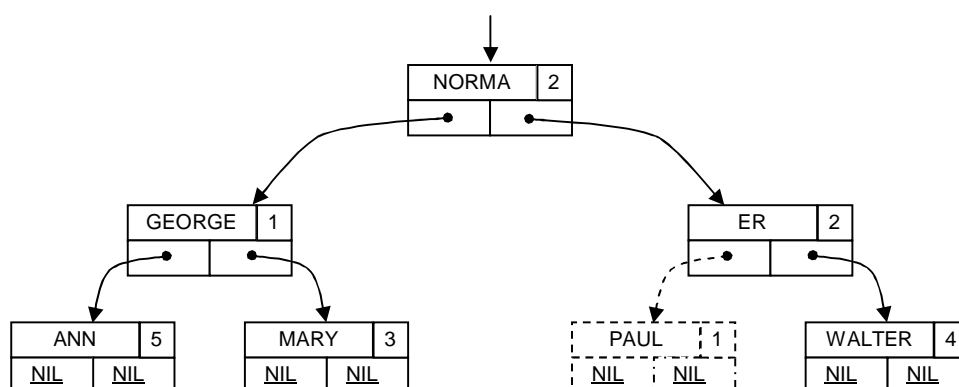 NORMA 2
GEORGE 1 ER 2
ANN 5 MARY 3 PAUL 1 WALTER 4
NIL NIL NIL NIL NIL NIL NIL NIL